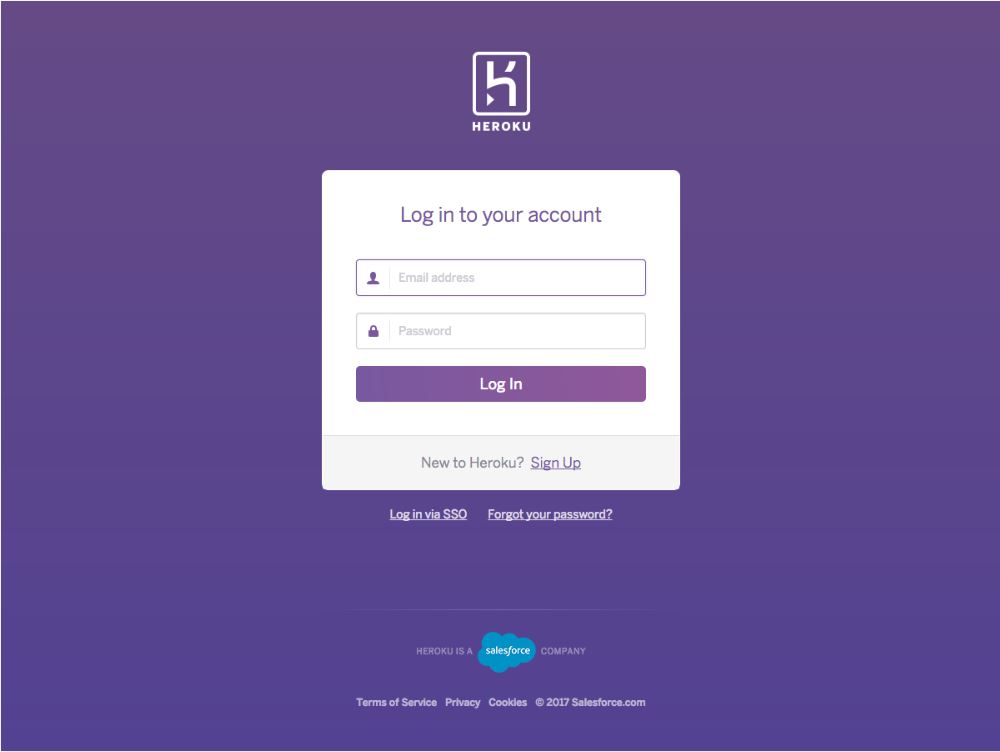 HEROKU
Log in to your account
Email address
Password
Log In
New to Heroku? Sign Up
Log in via SSO Forgot your password?
HEROKU IS A salesforce COMPANY
Terms of Service Privacy Cookies © 2017 Salesforce.com